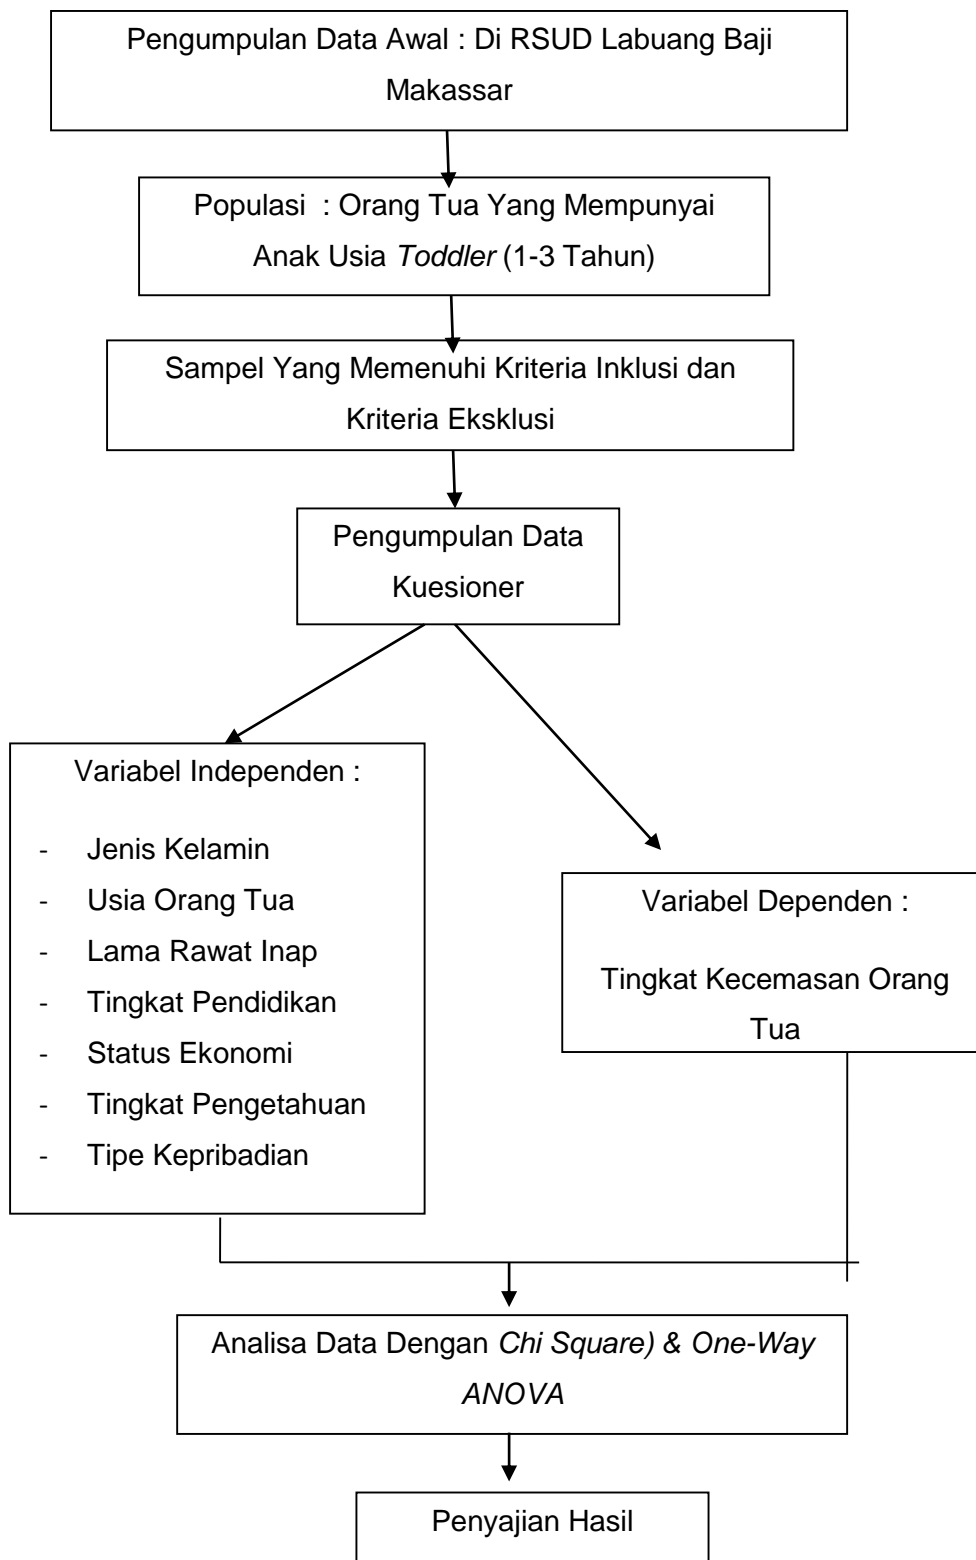 Pengumpulan Data Awal : Di RSUD Labuang Baji
Makassar
Populasi : Orang Tua Yang Mempunyai
Anak Usia Toddler (1-3 Tahun)
Sampel Yang Memenuhi Kriteria Inklusi dan
Kriteria Eksklusi
Pengumpulan Data
Kuesioner
Variabel Independen :
- Jenis Kelamin
- Usia Orang Tua
- Lama Rawat Inap
- Tingkat Pendidikan
- Status Ekonomi
- Tingkat Pengetahuan
- Tipe Kepribadian
Variabel Dependen :
Tingkat Kecemasan Orang
Tua
Analisa Data Dengan Chi Square) & One-Way
ANOVA
Penyajian Hasil